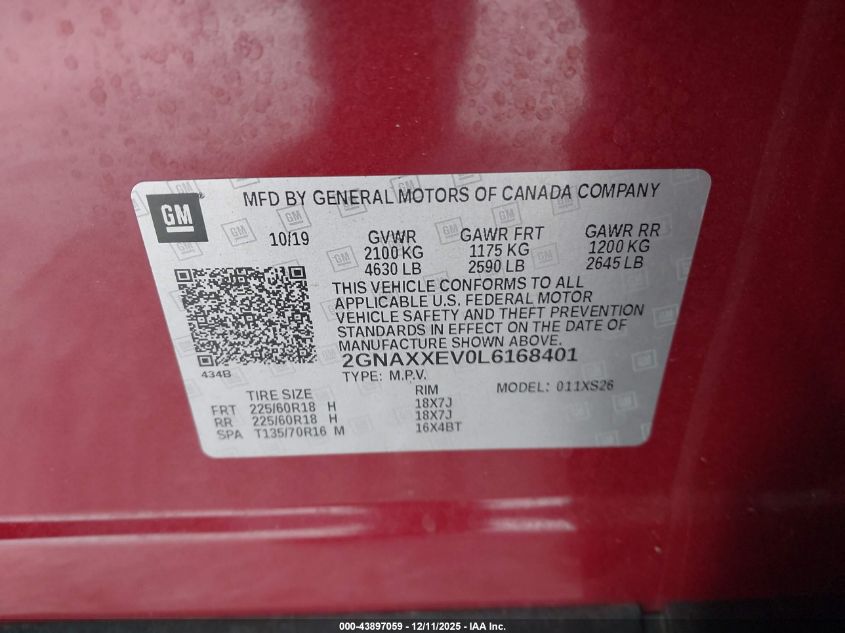 GM
MFD BY GENERAL MOTORS OF CANADA COMPANY
10/19 GVWR GAWR FRT GAWR RR
2100 KG 1175 KG 1200 KG
4630 LB 2590 LB 2645 LB
THIS VEHICLE CONFORMS TO ALL
APPLICABLE U.S. FEDERAL MOTOR
VEHICLE SAFETY AND THEFT PREVENTION
STANDARDS IN EFFECT ON THE DATE OF
MANUFACTURE SHOWN ABOVE.
434B 2GNAXXEV0L6168401
TYPE: M.P.V. MODEL: 011XS26
TIRE SIZE RIM
FRT 225/60R18 H 18X7J
RR 225/60R18 H 18X7J
SPA T135/70R16 M 16X4BT
000-43897059 - 12/11/2025 - IAA Inc.